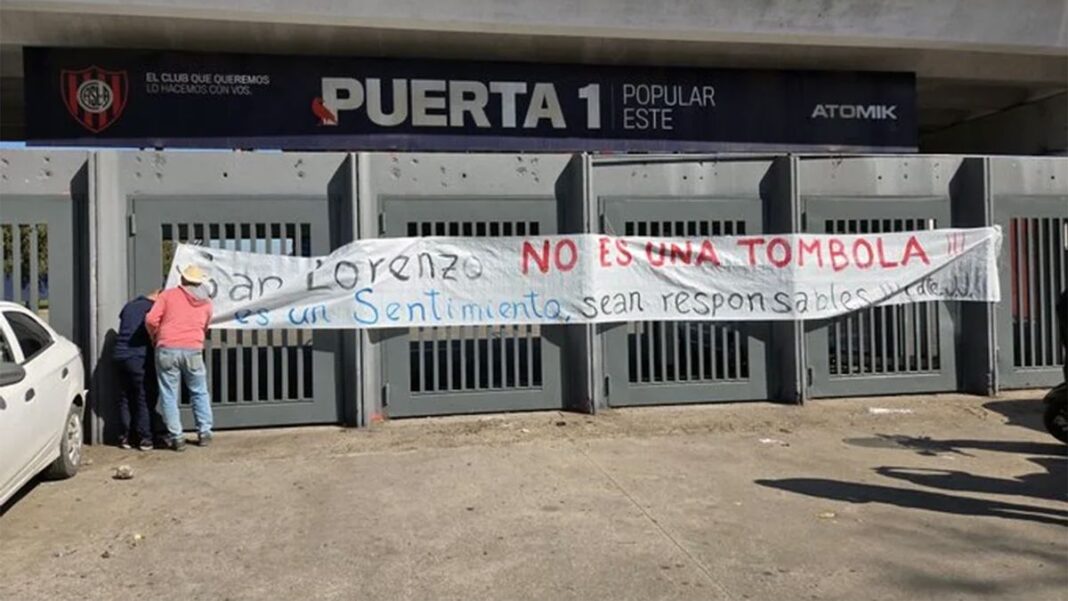 EL CLUB QUE QUEREMOS
LO HACEMOS CON VOS.
CASLA
PUERTA 1
POPULAR
ESTE
ATOMIK
San Lorenzo NO ES UNA TOMBOLA !!!
es un Sentimiento, sean responsables !!!